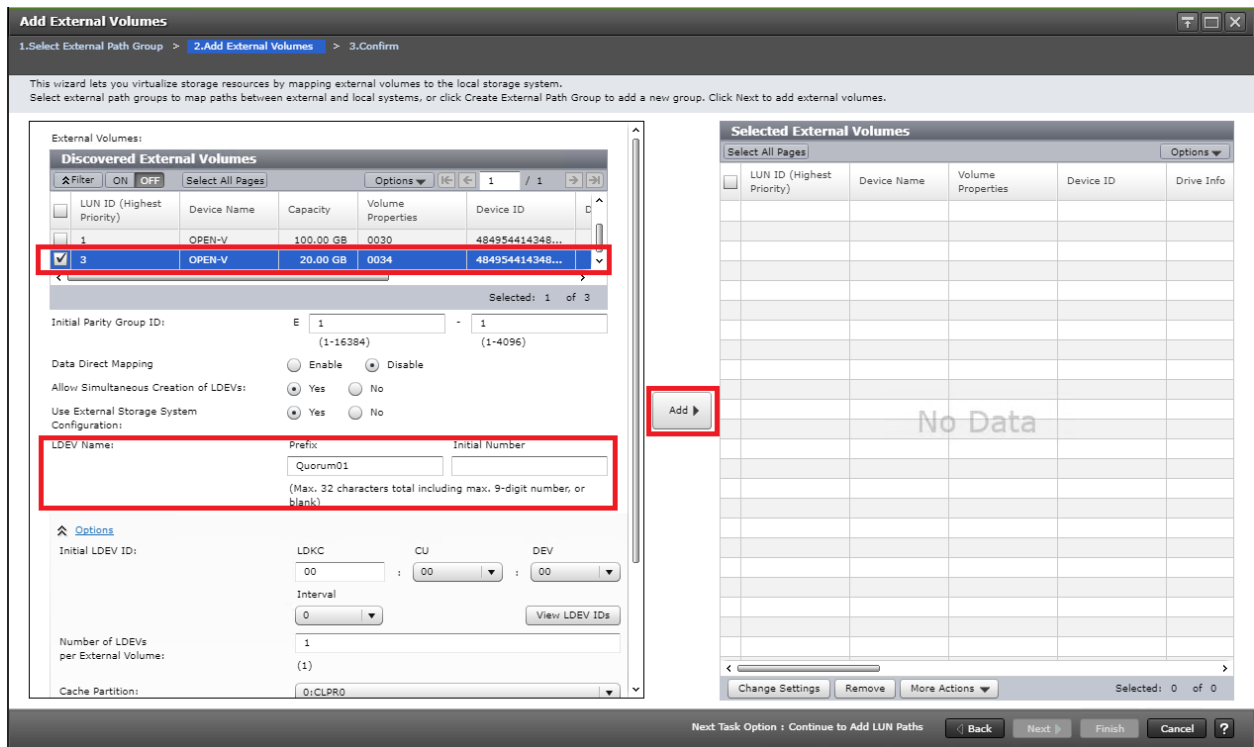 Add External Volumes
1.Select External Path Group > 2.Add External Volumes > 3.Confirm
This wizard lets you virtualize storage resources by mapping external volumes to the local storage system.
Select external path groups to map paths between external and local systems, or click Create External Path Group to add a new group. Click Next to add external volumes.
External Volumes:
Discovered External Volumes
Filter ON OFF Select All Pages Options 1 / 1
LUN ID (Highest Priority) Device Name Capacity Volume Properties Device ID D
1 OPEN-V 100.00 GB 0030 484954414348...
3 OPEN-V 20.00 GB 0034 484954414348...
Selected: 1 of 3
Initial Parity Group ID: E 1 - 1
(1-16384) (1-4096)
Data Direct Mapping Enable Disable
Allow Simultaneous Creation of LDEVs: Yes No
Use External Storage System Configuration: Yes No
LDEV Name: Prefix Initial Number
Quorum01
(Max. 32 characters total including max. 9-digit number, or
blank)
Options
Initial LDEV ID: LDKC CU DEV
00 : 00 : 00
Interval
0 View LDEV IDs
Number of LDEVs per External Volume: 1
(1)
Cache Partition: 0:CLPR0
Add
Selected External Volumes
Select All Pages Options
LUN ID (Highest Priority) Device Name Volume Properties Device ID Drive Info
No Data
Change Settings Remove More Actions Selected: 0 of 0
Next Task Option : Continue to Add LUN Paths Back Next Finish Cancel ?